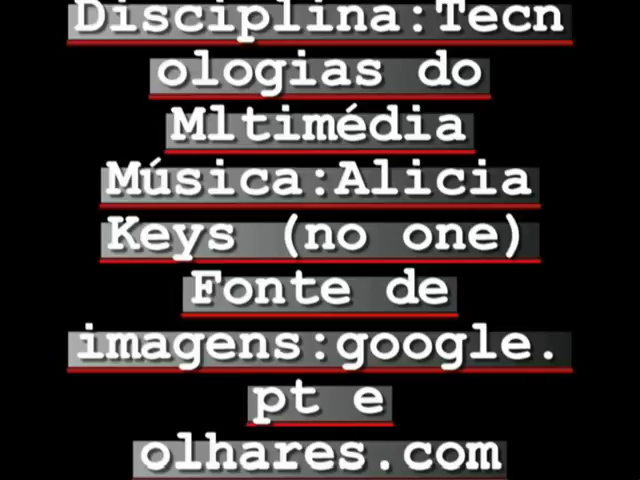 Disciplina:Tecn
ologias do
Mltimédia
Música:Alicia
Keys (no one)
Fonte de
imagens:google.
pt e
olhares.com